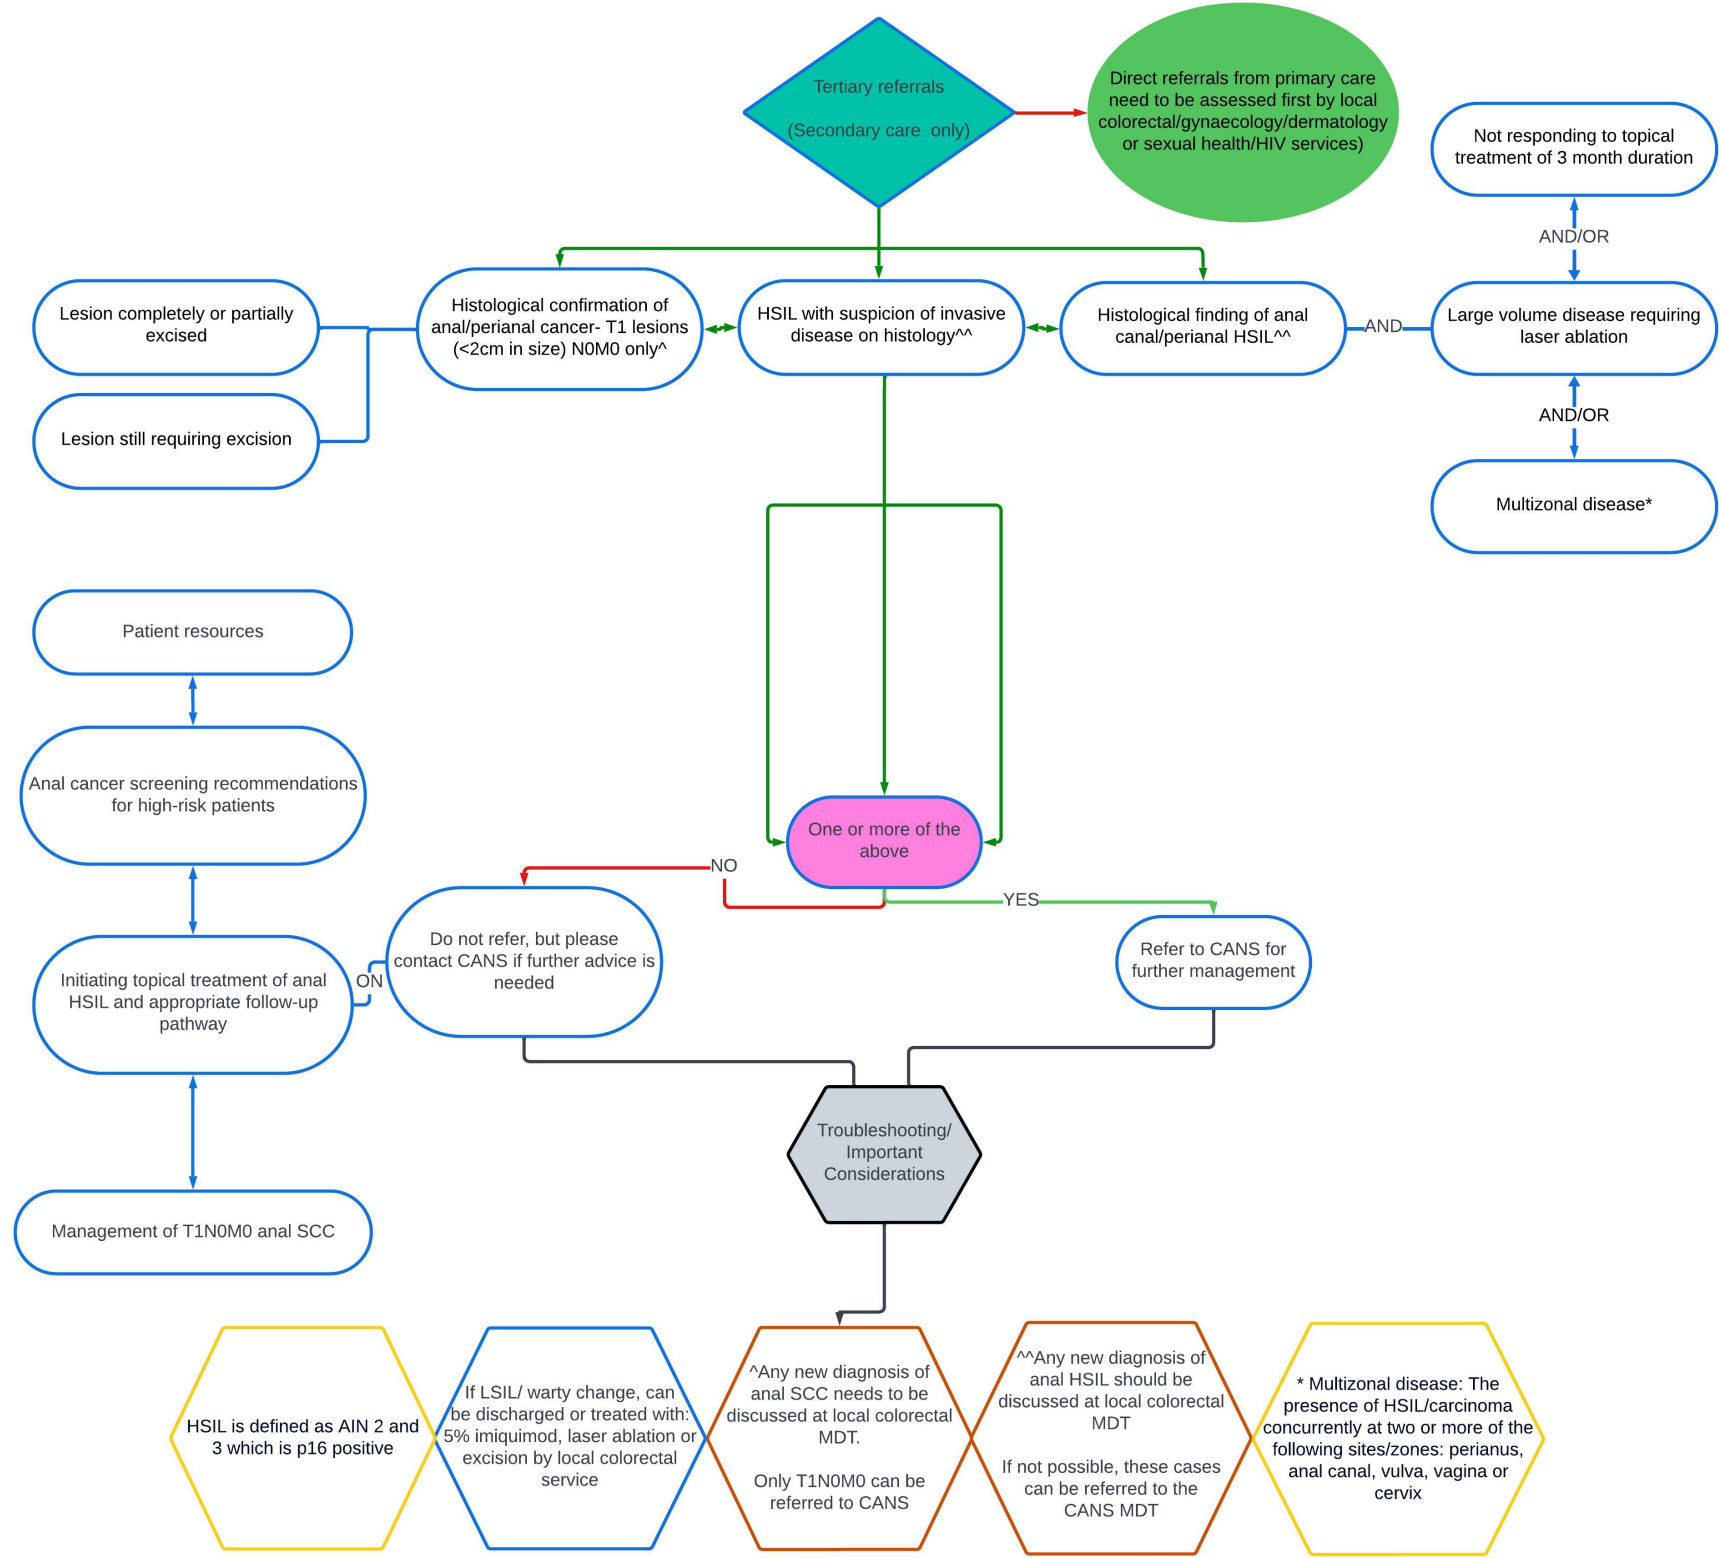 Tertiary referrals
(Secondary care only)
Direct referrals from primary care
need to be assessed first by local
colorectal/gynaecology/dermatology
or sexual health/HIV services)
Not responding to topical
treatment of 3 month duration
AND/OR
Lesion completely or partially
excised
Histological confirmation of
anal/perianal cancer- T1 lesions
(<2cm in size) N0M0 only^
HSIL with suspicion of invasive
disease on histology^^
Histological finding of anal
canal/perianal HSIL^^
AND
Large volume disease requiring
laser ablation
Lesion still requiring excision
AND/OR
Multizonal disease*
Patient resources
Anal cancer screening recommendations
for high-risk patients
One or more of the
above
NO
YES
Do not refer, but please
contact CANS if further advice is
needed
Refer to CANS for
further management
ON
Initiating topical treatment of anal
HSIL and appropriate follow-up
pathway
Troubleshooting/
Important
Considerations
Management of T1N0M0 anal SCC
HSIL is defined as AIN 2 and
3 which is p16 positive
If LSIL/ warty change, can
be discharged or treated with:
5% imiquimod, laser ablation or
excision by local colorectal
service
^Any new diagnosis of
anal SCC needs to be
discussed at local colorectal
MDT.
Only T1N0M0 can be
referred to CANS
^^Any new diagnosis of
anal HSIL should be
discussed at local colorectal
MDT
If not possible, these cases
can be referred to the
CANS MDT
* Multizonal disease: The
presence of HSIL/carcinoma
concurrently at two or more of the
following sites/zones: perianus,
anal canal, vulva, vagina or
cervix